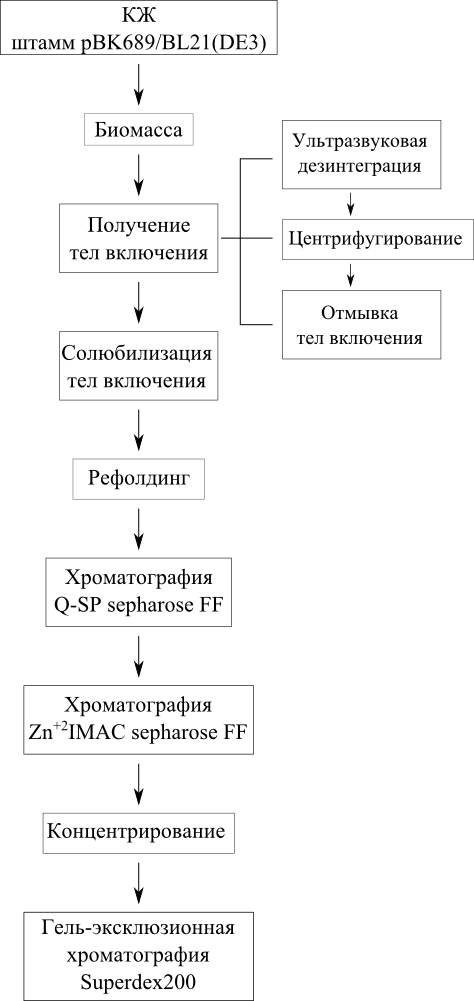 КЖ
штамм pBK689/BL21(DE3)
Биомасса
Получение
тел включения
Ультразвуковая
дезинтеграция
Центрифугирование
Отмывка
тел включения
Солюбилизация
тел включения
Рефолдинг
Хроматография
Q-SP sepharose FF
Хроматография
Zn⁺²IMAC sepharose FF
Концентрирование
Гель-эксклюзионная
хроматография
Superdex200